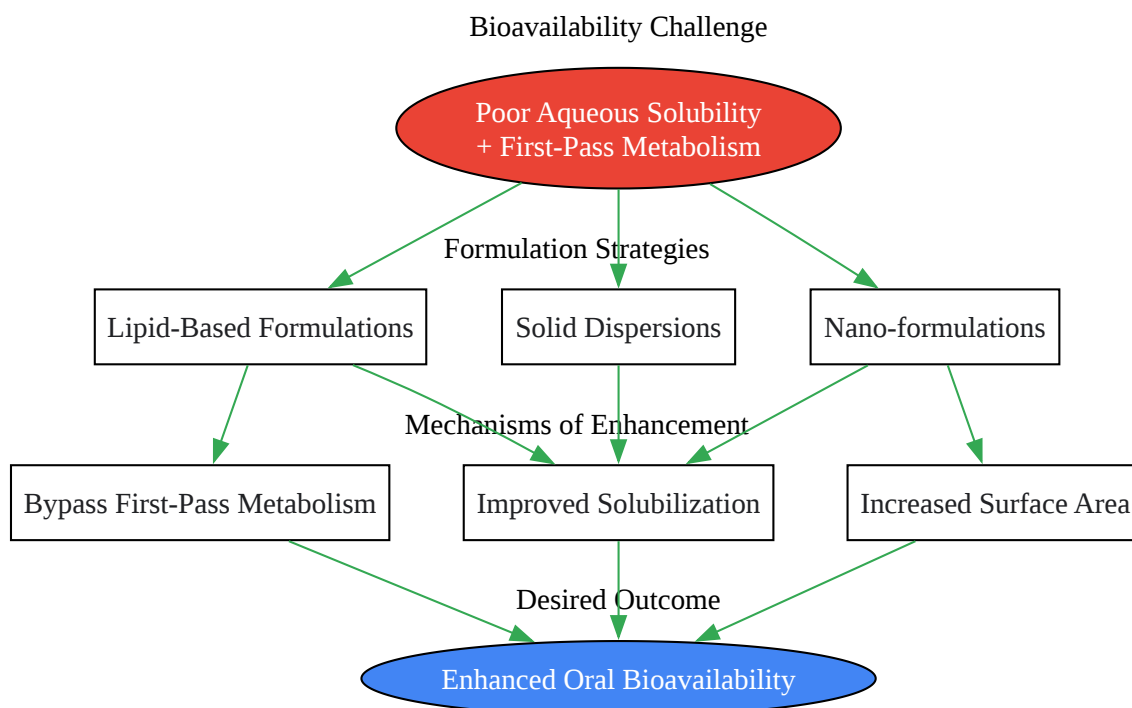 Bioavailability Challenge
Poor Aqueous Solubility
+ First-Pass Metabolism
Formulation Strategies
Lipid-Based Formulations
Solid Dispersions
Nano-formulations
Mechanisms of Enhancement
Bypass First-Pass Metabolism
Improved Solubilization
Increased Surface Area
Desired Outcome
Enhanced Oral Bioavailability